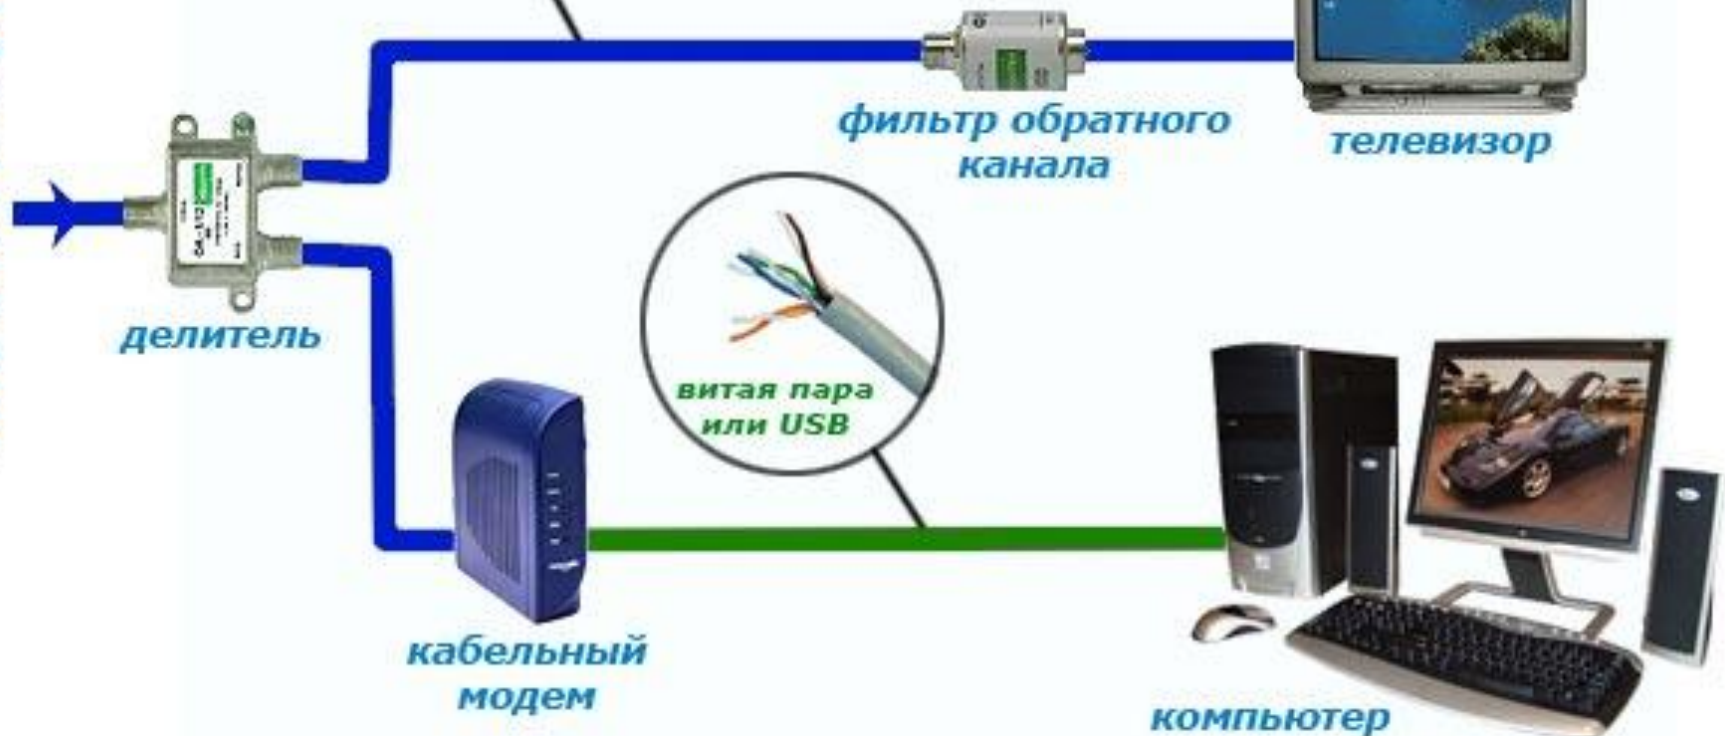 фильтр обратного
канала
телевизор
делитель
витая пара
или USB
кабельный
модем
компьютер